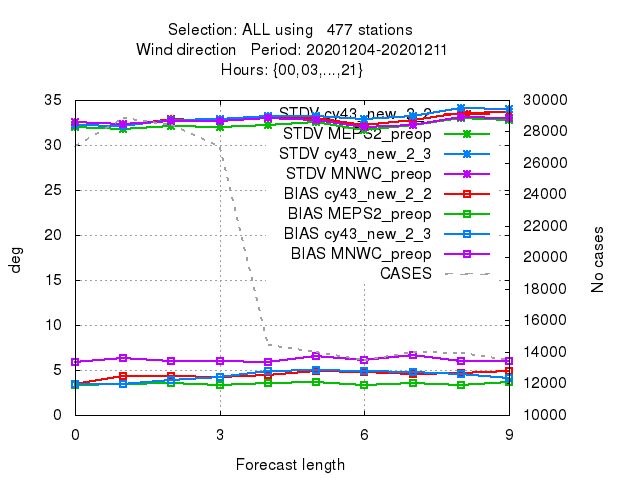 Selection: ALL using 477 stations
Wind direction Period: 20201204-20201211
Hours: {00,03,...,21}
35 30000
STDV cy43_new_2_2
STDV MEPS2_preop
30 28000
STDV cy43_new_2_3
STDV MNWC_preop
26000
25 BIAS cy43_new_2_2
24000
BIAS MEPS2_preop
20 22000
BIAS cy43_new_2_3
BIAS MNWC_preop
20000
CASES
15 18000
10 16000
14000
5 12000
0 10000
deg
No cases
0 3 6 9
Forecast length